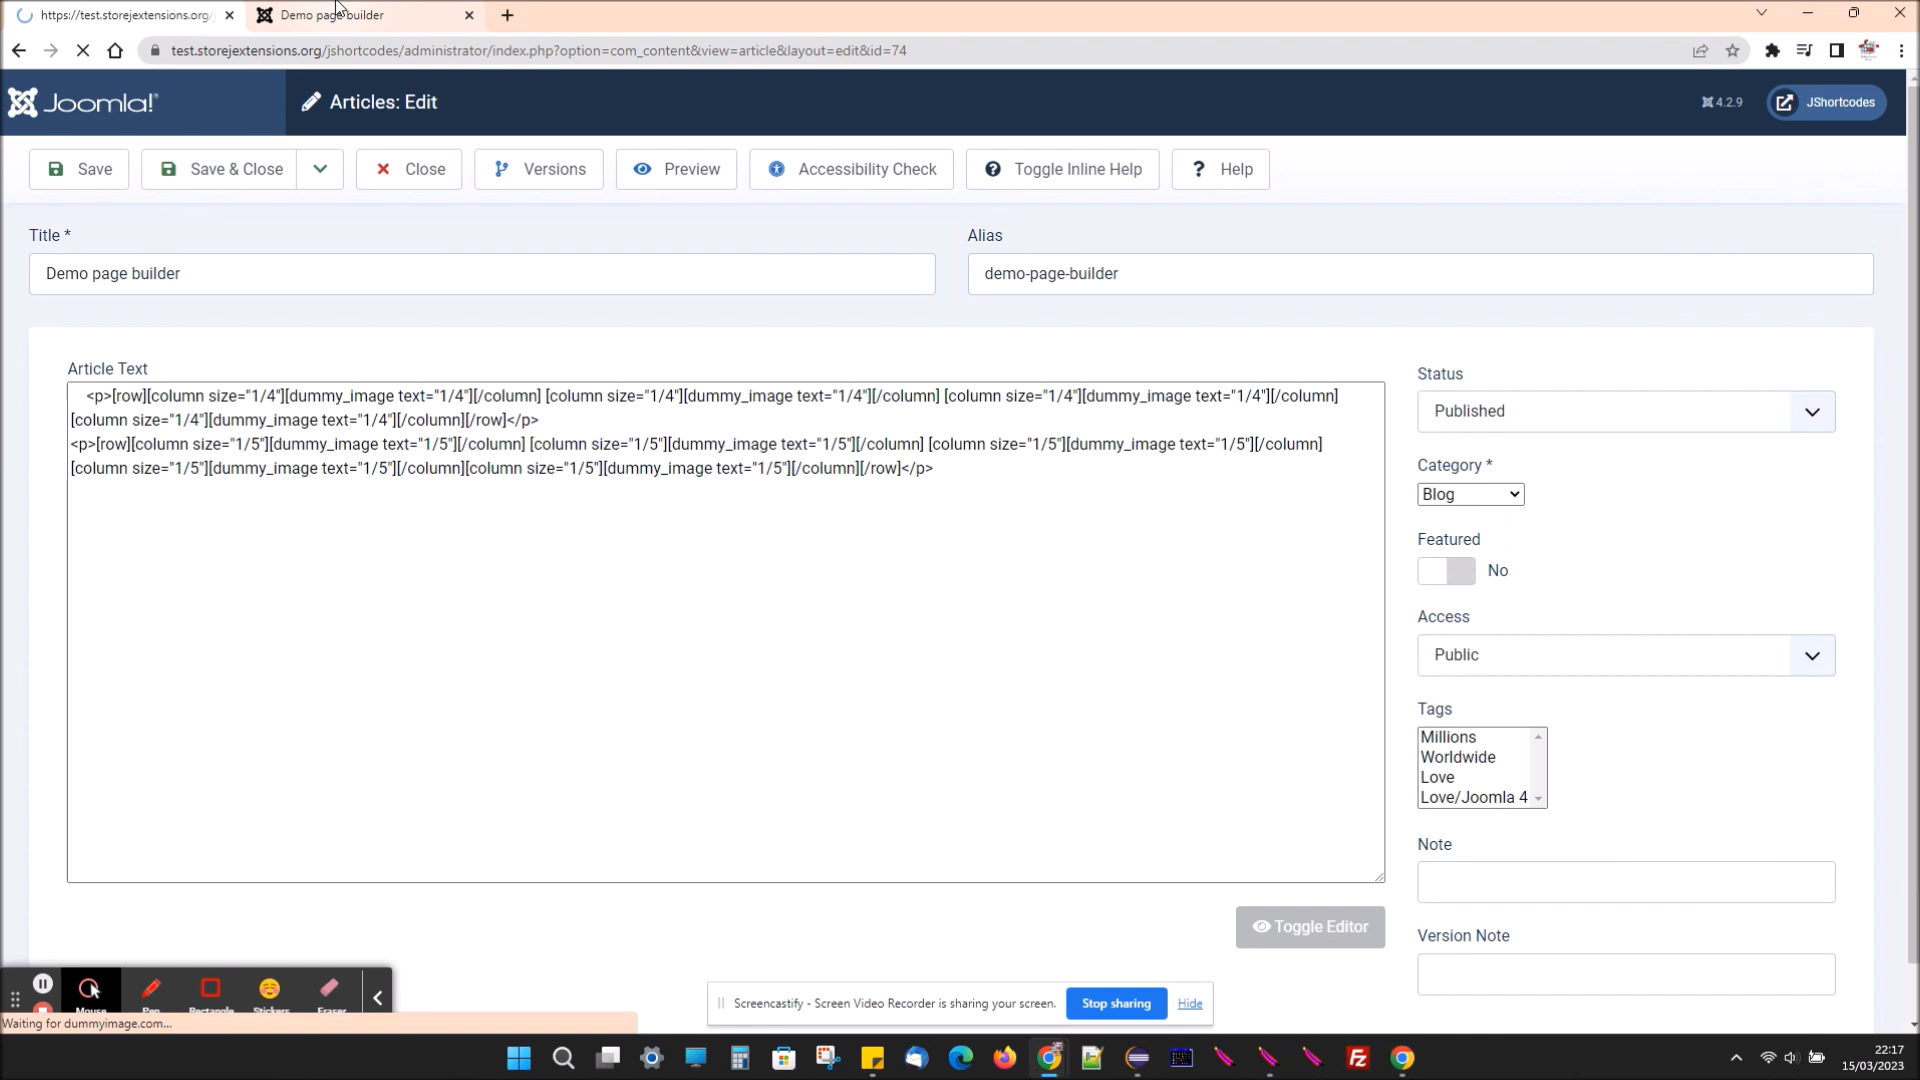 https://test.storejextensions.org/
Demo page builder
test.storejextensions.org/jshortcodes/administrator/index.php?option=com_content&view=article&layout=edit&id=74
Joomla!®
Articles: Edit
4.2.9
JShortcodes
Save
Save & Close
Close
Versions
Preview
Accessibility Check
Toggle Inline Help
? Help
Title *
Alias
Demo page builder
demo-page-builder
Article Text
<p>[row][column size="1/4"][dummy_image text="1/4"][/column] [column size="1/4"][dummy_image text="1/4"][/column] [column size="1/4"][dummy_image text="1/4"][/column]
[column size="1/4"][dummy_image text="1/4"][/column][/row]</p>
<p>[row][column size="1/5"][dummy_image text="1/5"][/column] [column size="1/5"][dummy_image text="1/5"][/column] [column size="1/5"][dummy_image text="1/5"][/column]
[column size="1/5"][dummy_image text="1/5"][/column][column size="1/5"][dummy_image text="1/5"][/column][/row]</p>
Status
Published
Category *
Blog
Featured
No
Access
Public
Tags
Millions
Worldwide
Love
Love/Joomla 4
Note
Toggle Editor
Version Note
Mouse
Pen
Rectangle
Stickers
Eraser
Screencastify - Screen Video Recorder is sharing your screen.
Stop sharing
Hide
Waiting for dummyimage.com...
22:17
15/03/2023